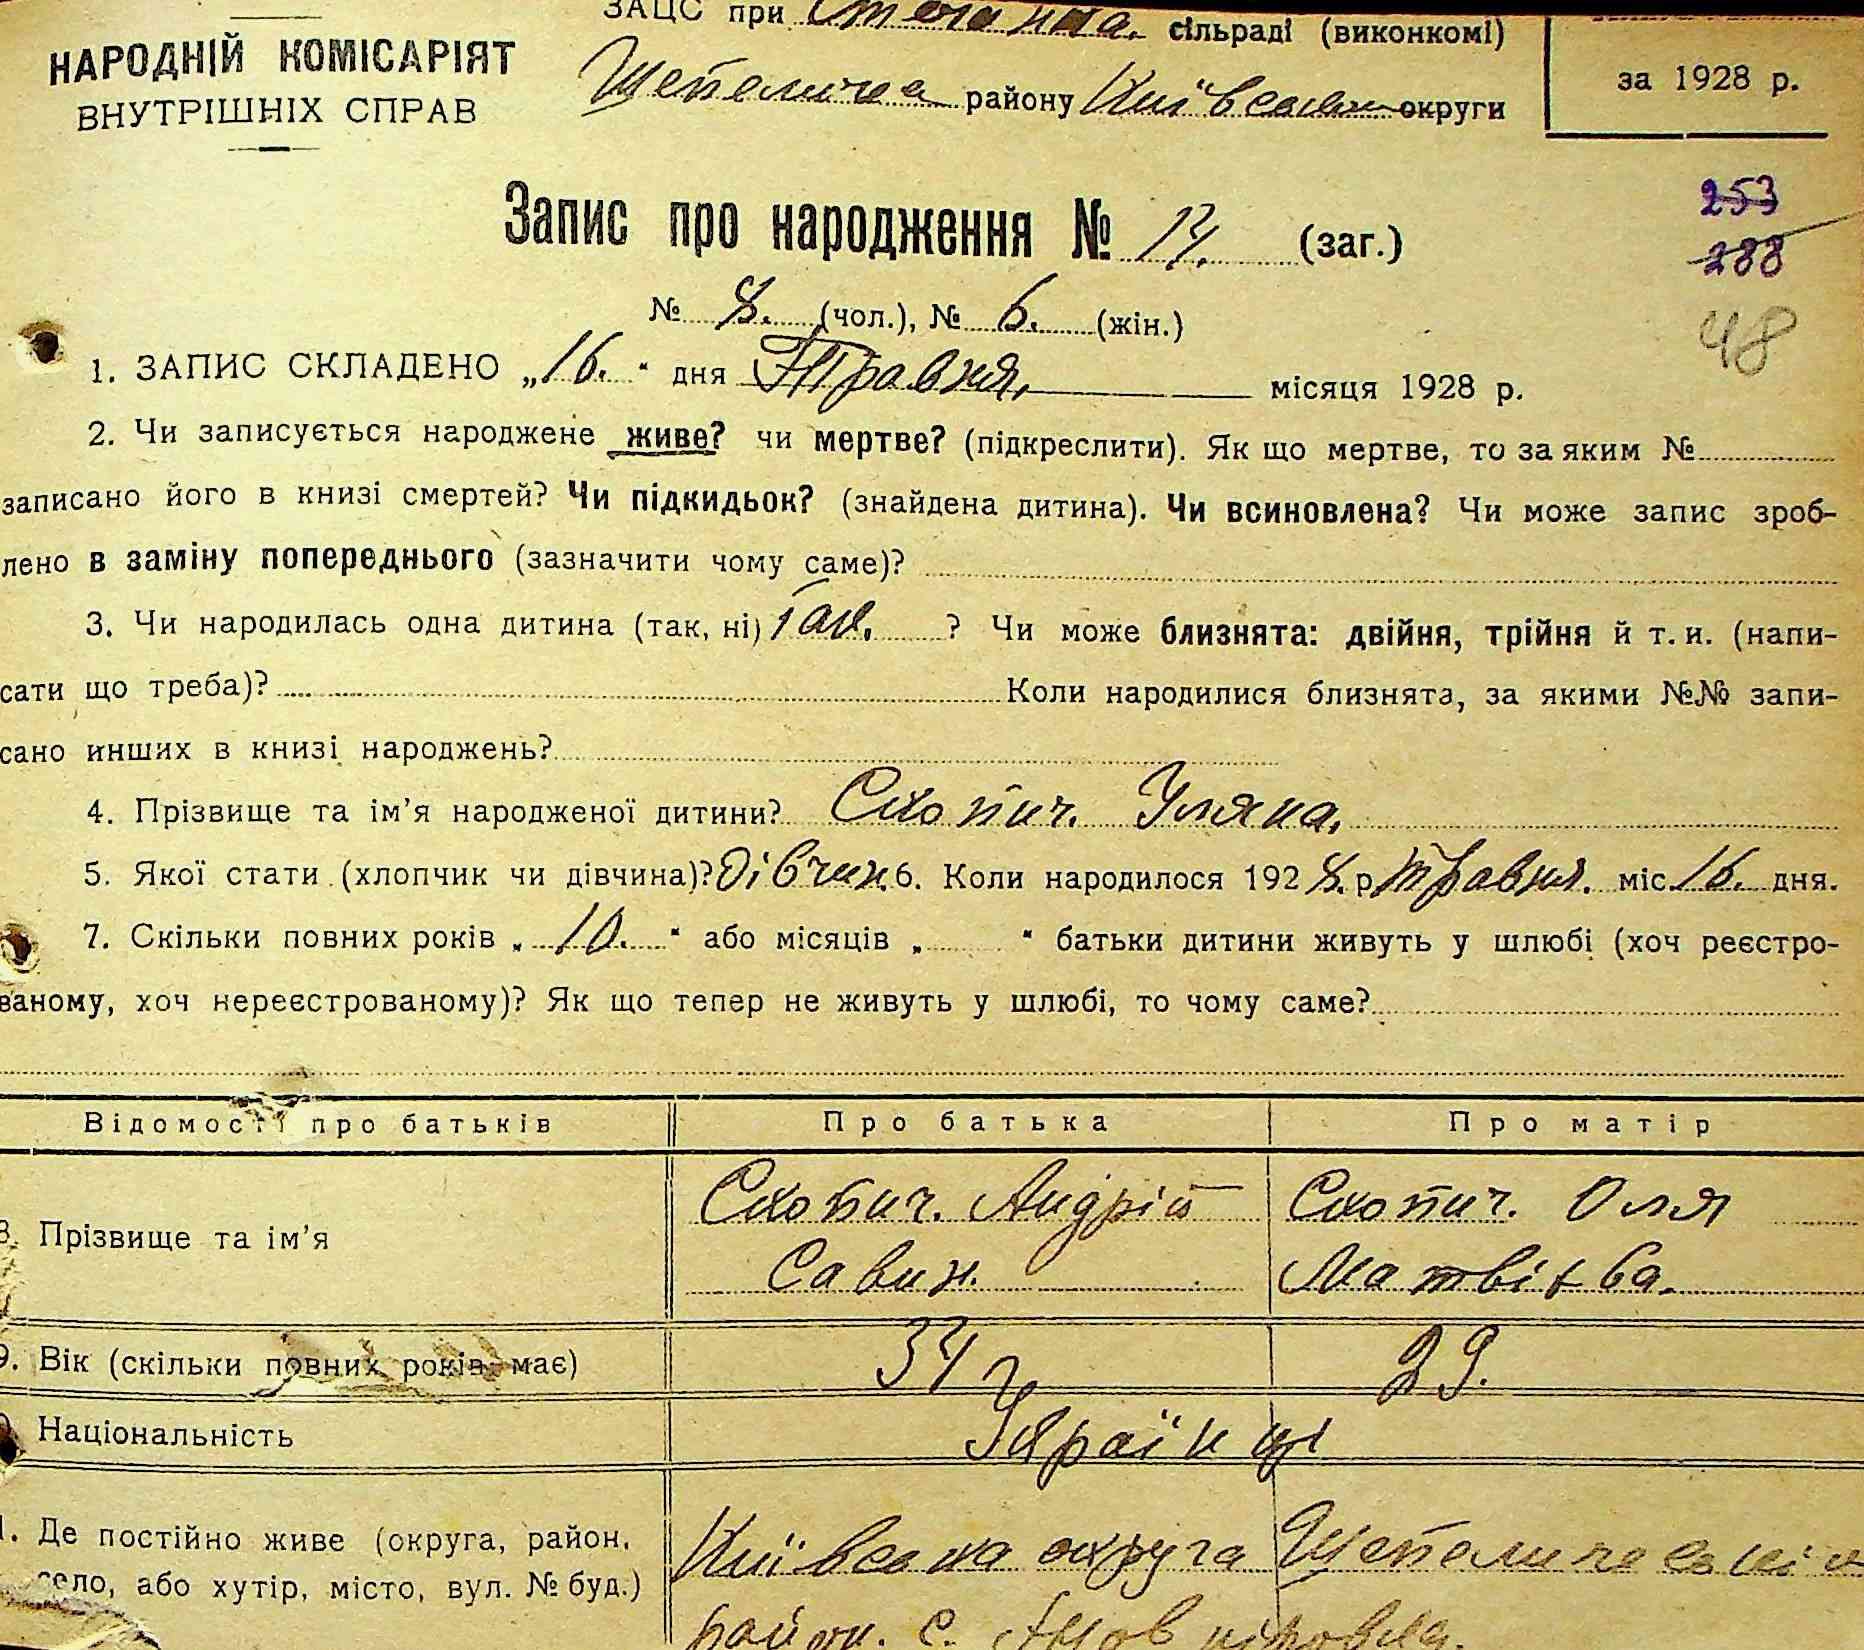 ЗАЦС при сільраді (виконкомі)
НАРОДНІЙ КОМІСАРІЯТ
ВНУТРІШНІХ СПРАВ
району округи
за 1928 р.
253
288
48
Запис про народження № 14. (заг.)
№ 8. (чол.), № 6. (жін.)
1. ЗАПИС СКЛАДЕНО „16.“ дня Травня, місяця 1928 р.
2. Чи записується народжене живе? чи мертве? (підкреслити). Як що мертве, то за яким №
записано його в книзі смертей? Чи підкидьок? (знайдена дитина). Чи всиновлена? Чи може запис зроб-
лено в заміну попереднього (зазначити чому саме)?
3. Чи народилась одна дитина (так, ні) ? Чи може близнята: двійня, трійня й т. и. (напи-
сати що треба)? Коли народилися близнята, за якими №№ запи-
сано инших в книзі народжень?
4. Прізвище та ім’я народженої дитини? Скопич. Уляна.
5. Якої стати (хлопчик чи дівчина)? дівчин. 6. Коли народилося 1928. р. Травня. міс. 16. дня.
7. Скільки повних років „10.“ або місяців „ “ батьки дитини живуть у шлюбі (хоч реєстро-
ваному, хоч нереєстрованому)? Як що тепер не живуть у шлюбі, то чому саме?
Відомості про батьків Про батька Про матір
8. Прізвище та ім’я
Скопич. Андрій Скопич. Оля
Савин. Матвієва.
9. Вік (скільки повних років має) 34 г. 29.
Національність Українці
1. Де постійно живе (округа, район,
село, або хутір, місто, вул. № буд.)
Київська округа
район. с.